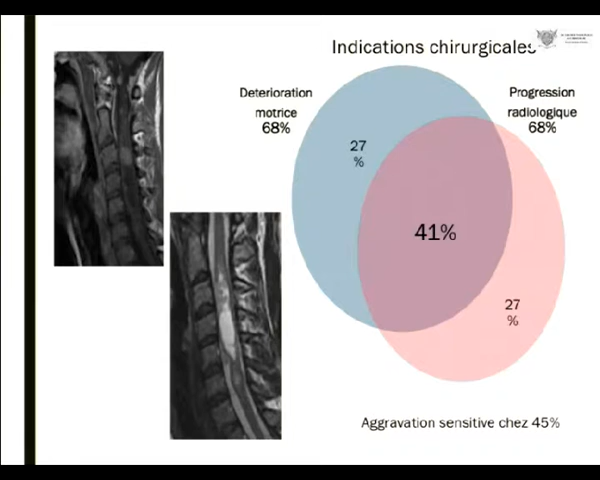 Indications chirurgicales
Deterioration
motrice
68%
Progression
radiologique
68%
27
%
41%
27
%
Aggravation sensitive chez 45%